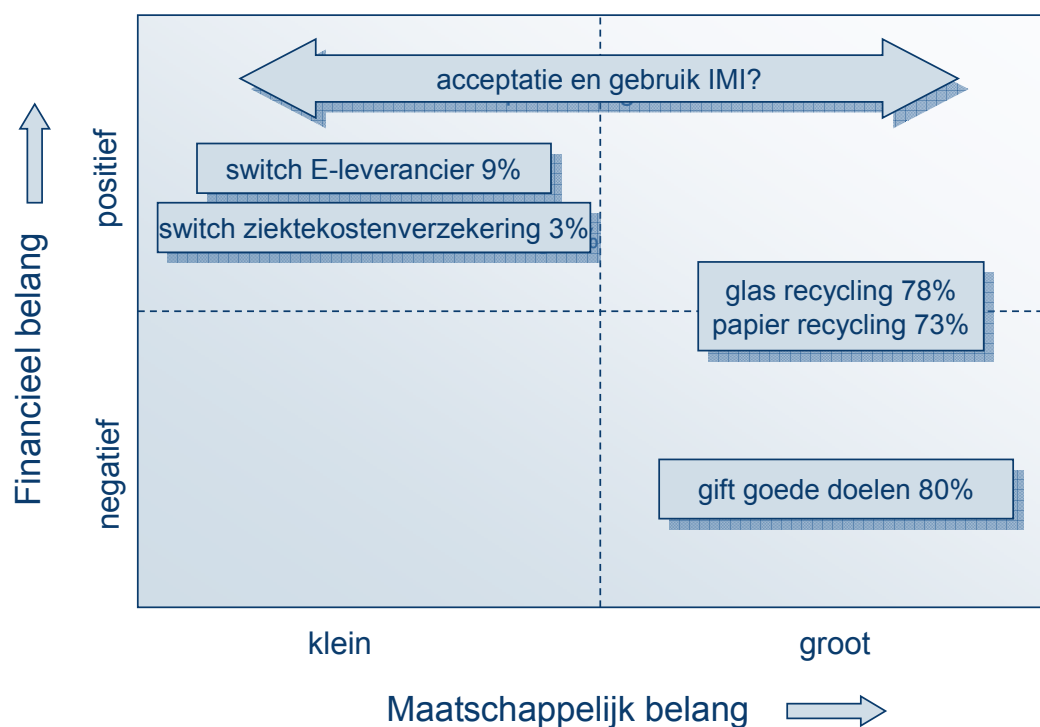 acceptatie en gebruik IMI?
positief
switch E-leverancier 9%
switch ziektekostenverzekering 3%
glas recycling 78%
papier recycling 73%
Financieel belang
negatief
gift goede doelen 80%
klein
groot
Maatschappelijk belang